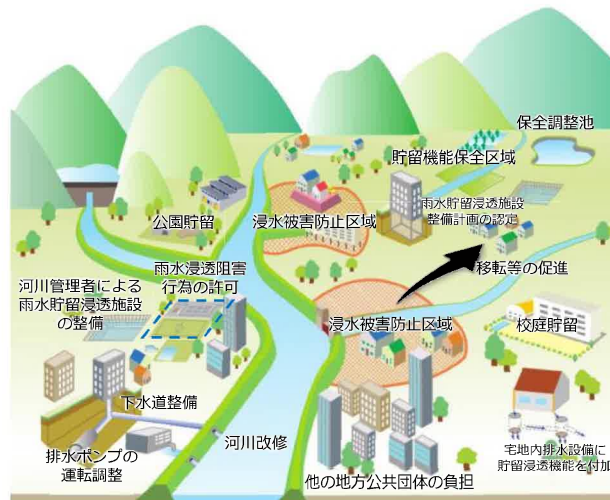 保全調整池
貯留機能保全区域
雨水貯留浸透施設
整備計画の認定
公園貯留
浸水被害防止区域
移転等の促進
雨水浸透阻害
行為の許可
河川管理者による
雨水貯留浸透施設
の整備
浸水被害防止区域
校庭貯留
下水道整備
河川改修
排水ポンプの
運転調整
他の地方公共団体の負担
宅地内排水設備に
貯留浸透機能を付加